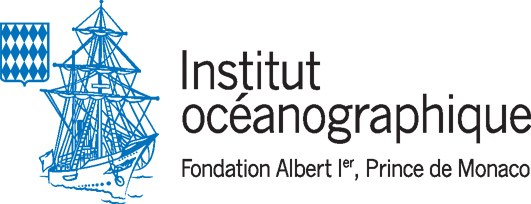 Institut
océanographique
Fondation Albert Iᵉʳ, Prince de Monaco